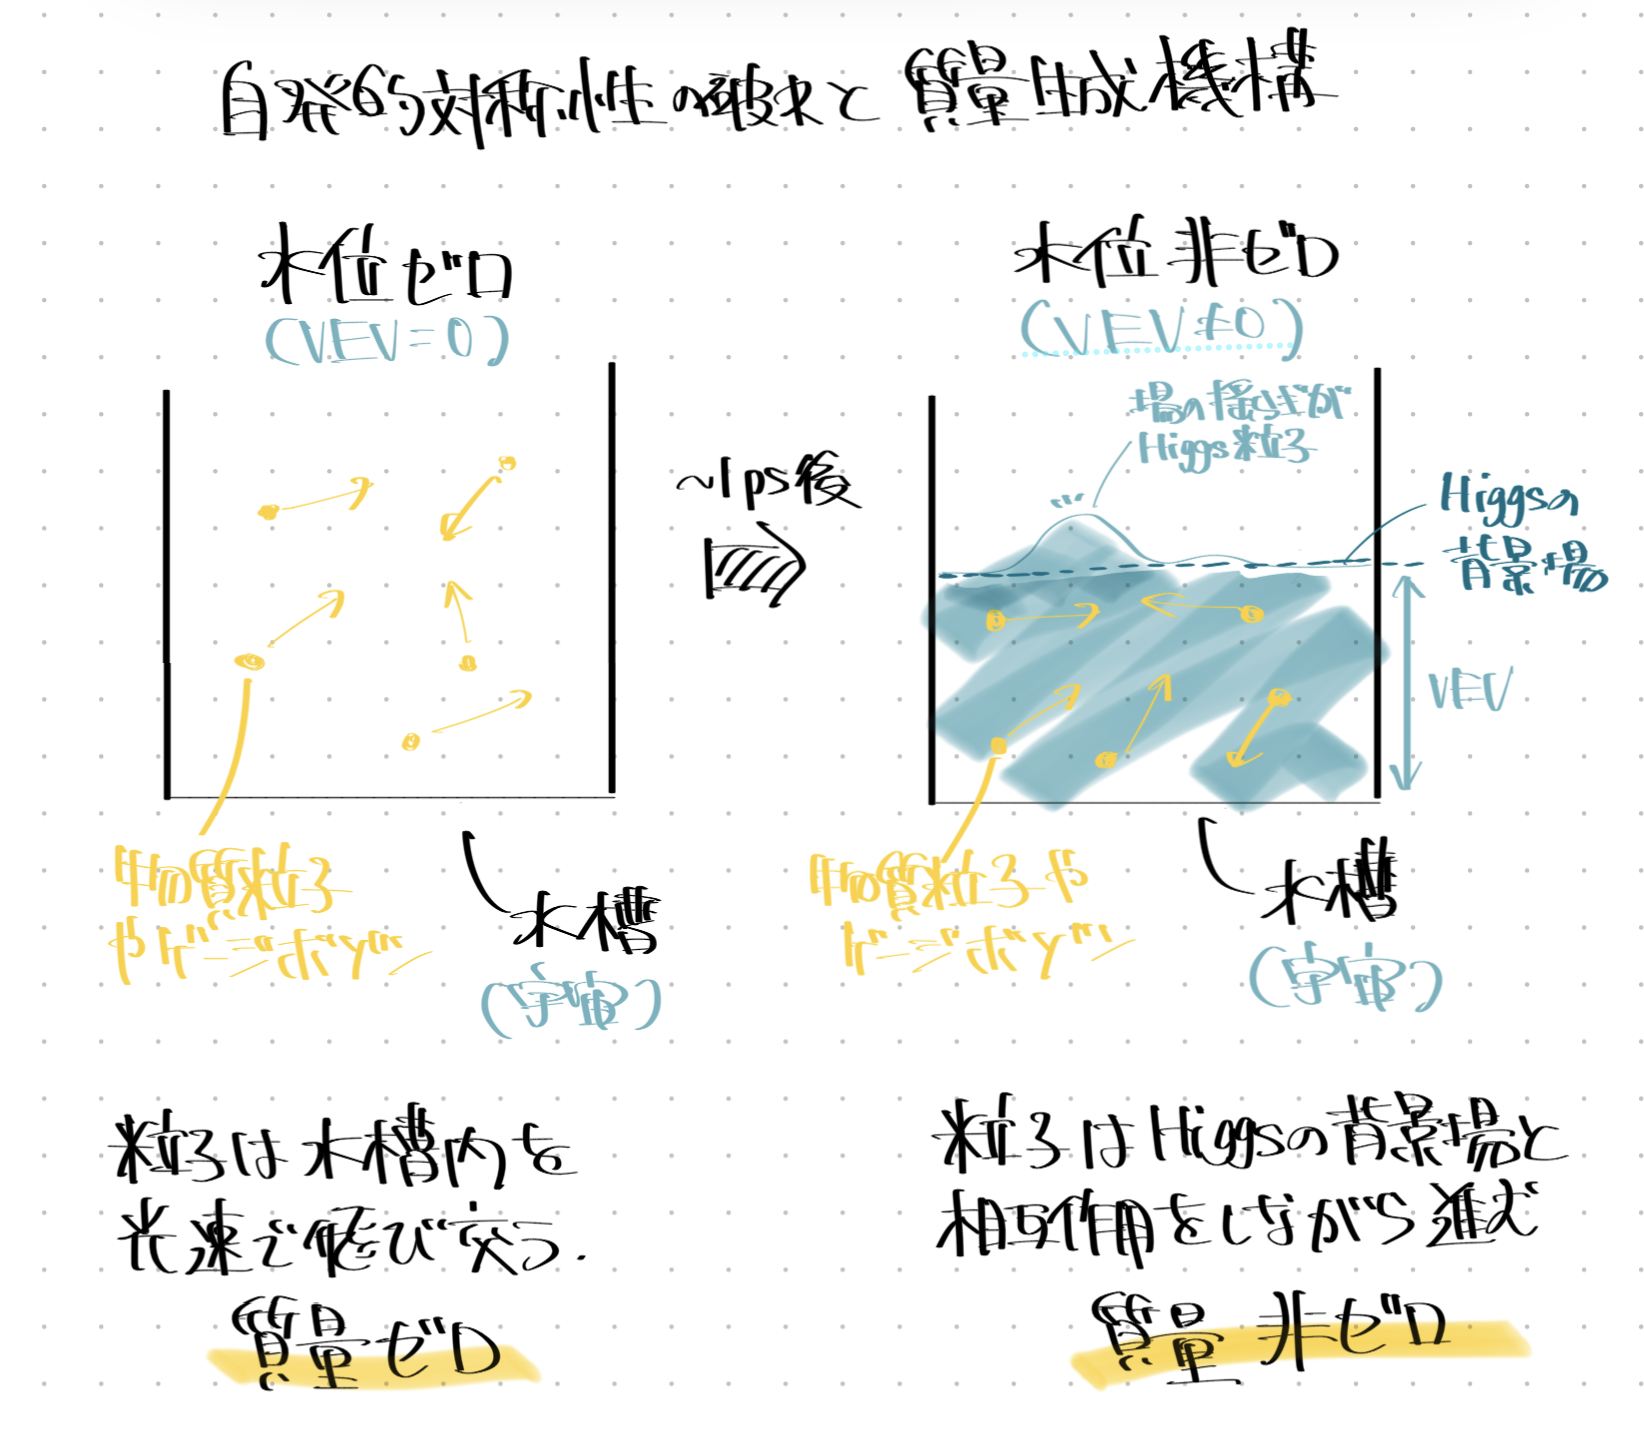 自発的対称性の破れと質量生成機構
水位ゼロ
(VEV=0)
~1ps後
物質粒子
やゲージボソン
水槽
(宇宙)
粒子は水槽内を
光速で飛び交う.
質量ゼロ
水位非ゼロ
(VEV≠0)
場の揺らぎが
Higgs粒子
Higgsの
背景場
VEV
物質粒子や
ゲージボソン
水槽
(宇宙)
粒子はHiggsの背景場と
相互作用をしながら進む
質量非ゼロ